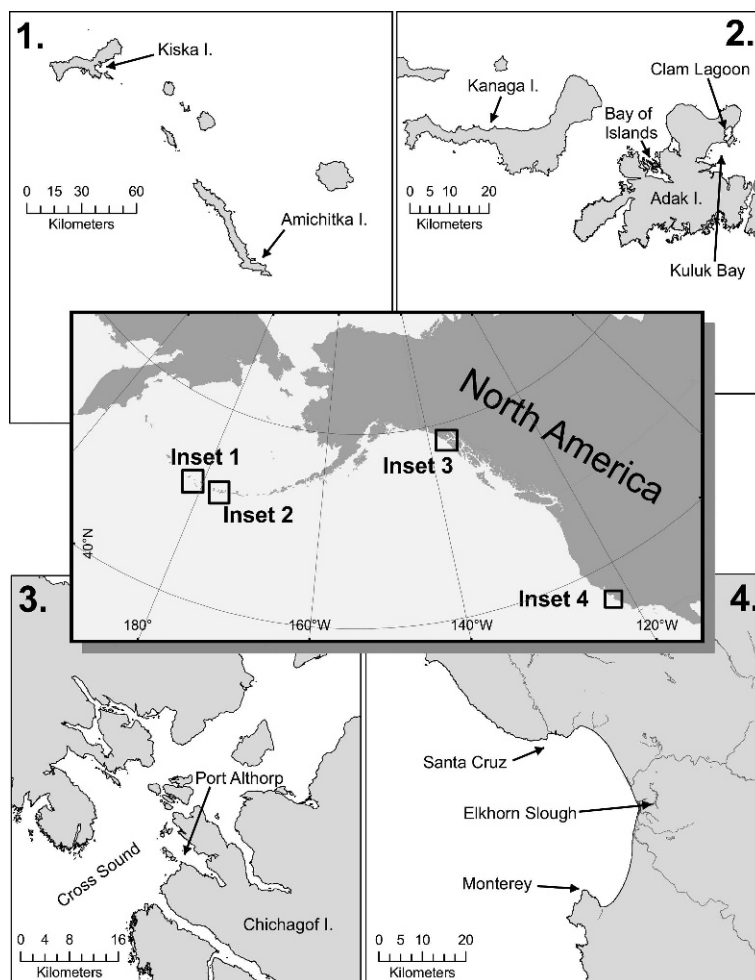 1.
Kiska I.
0 15 30 45 60
Kilometers
Amichitka I.
2.
Clam Lagoon
Kanaga I.
Bay of
Islands
0 5 10 15 20
Kilometers
Adak I.
Kuluk Bay
North America
Inset 1
Inset 2
Inset 3
Inset 4
40°N
180°
160°W
140°W
120°W
3.
Port Althorp
Cross Sound
Chichagof I.
0 4 8 12 16
Kilometers
4.
Santa Cruz
Elkhorn Slough
Monterey
0 5 10 20
Kilometers